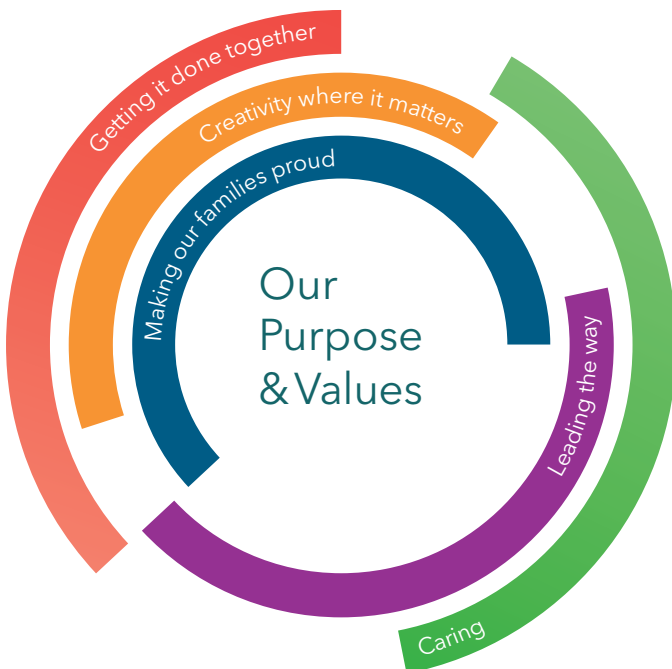 Getting it done together
Creativity where it matters
Making our families proud
Our
Purpose
& Values
Leading the way
Caring